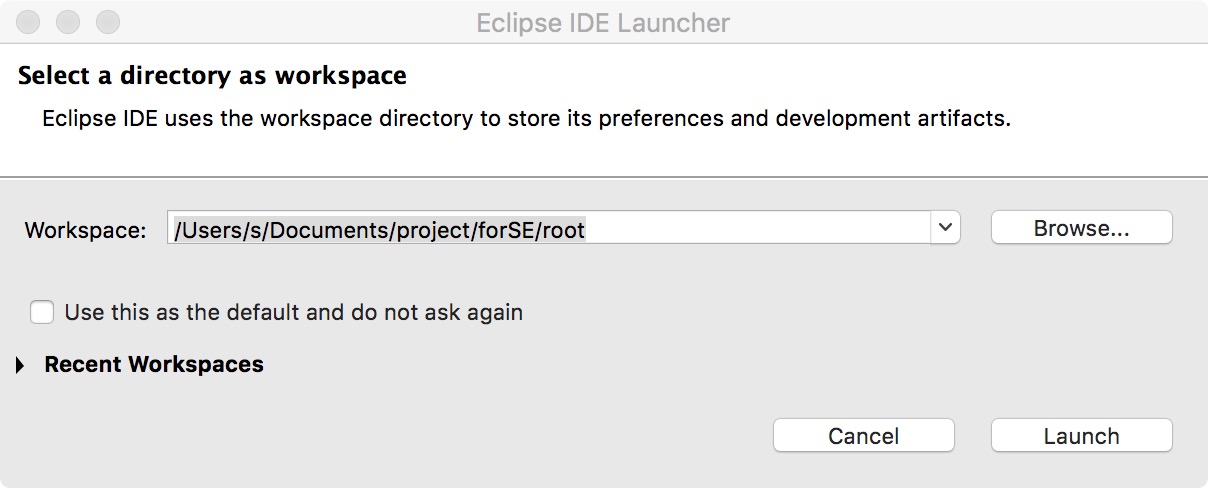 Eclipse IDE Launcher
Select a directory as workspace
Eclipse IDE uses the workspace directory to store its preferences and development artifacts.
Workspace: /Users/s/Documents/project/forSE/root Browse...
Use this as the default and do not ask again
Recent Workspaces
Cancel Launch